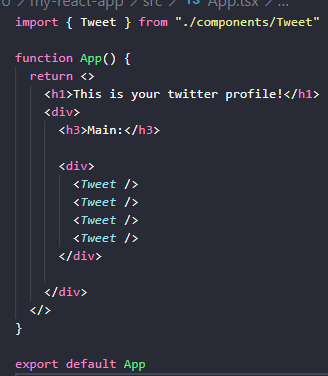 my-react-app > src > TS App.tsx > ...
import { Tweet } from "./components/Tweet"
function App() {
return <>
<h1>This is your twitter profile!</h1>
<div>
<h3>Main:</h3>
<div>
<Tweet />
<Tweet />
<Tweet />
<Tweet />
</div>
</div>
</>
}
export default App